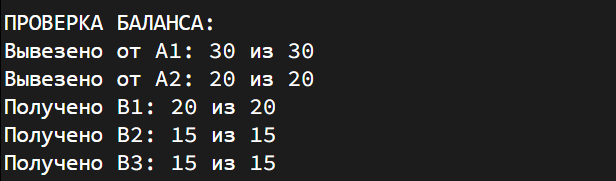 ПРОВЕРКА БАЛАНСА:
Вывезено от A1: 30 из 30
Вывезено от A2: 20 из 20
Получено B1: 20 из 20
Получено B2: 15 из 15
Получено B3: 15 из 15